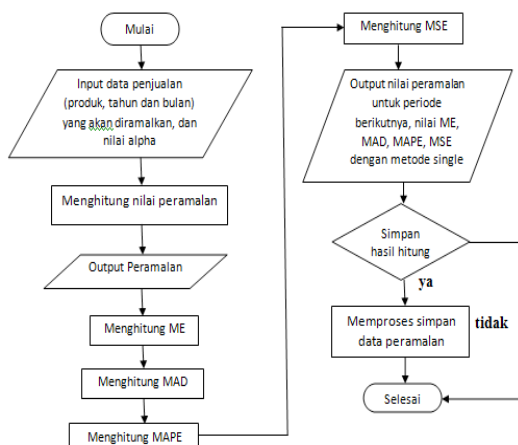 Mulai
Input data penjualan
(produk, tahun dan bulan)
yang akan diramalkan, dan
nilai alpha
Menghitung nilai peramalan
Output Peramalan
Menghitung ME
Menghitung MAD
Menghitung MAPE
Menghitung MSE
Output nilai peramalan
untuk periode
berikutnya, nilai ME,
MAD, MAPE, MSE
dengan metode single
Simpan
hasil hitung
ya
tidak
Memproses simpan
data peramalan
Selesai